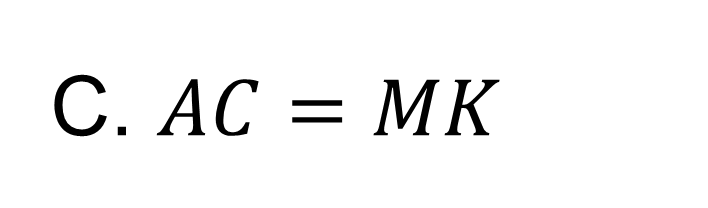 C. AC = MK